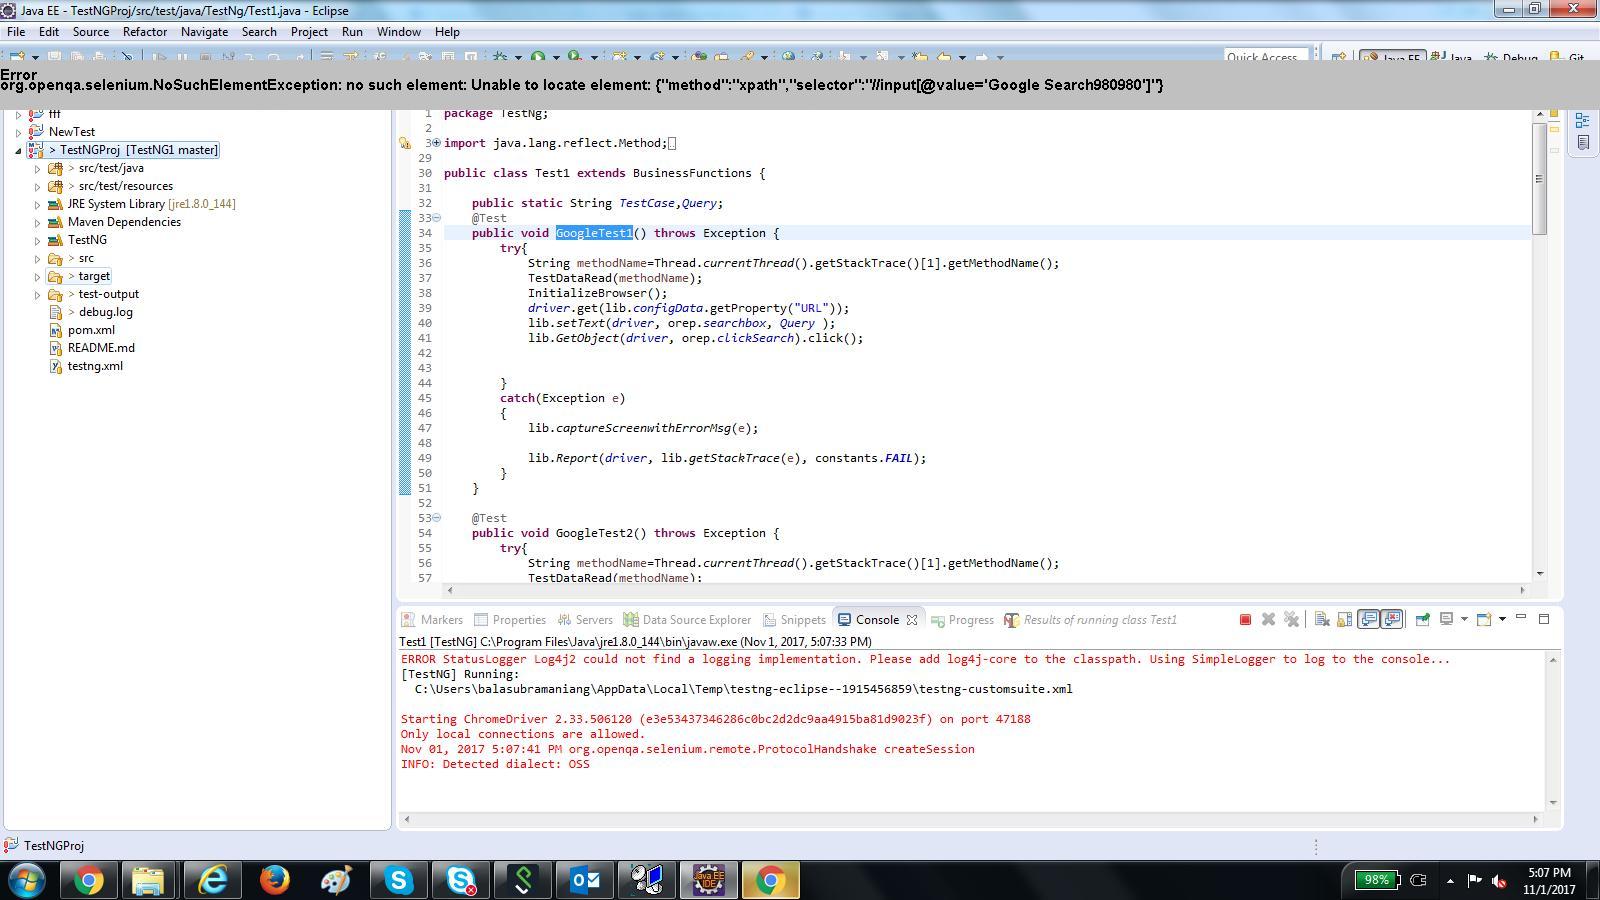 Java EE - TestNGProj/src/test/java/TestNg/Test1.java - Eclipse
File Edit Source Refactor Navigate Search Project Run Window Help
Quick Access Java EE Java Debug Git
Error
org.openqa.selenium.NoSuchElementException: no such element: Unable to locate element: {"method":"xpath","selector":"//input[@value='Google Search980980']"}
fff
NewTest
> TestNGProj [TestNG1 master]
> src/test/java
> src/test/resources
JRE System Library [jre1.8.0_144]
Maven Dependencies
TestNG
> src
> target
> test-output
> debug.log
pom.xml
README.md
testng.xml
1 package TestNg;
2
3 import java.lang.reflect.Method;
29
30 public class Test1 extends BusinessFunctions {
31
32 public static String TestCase,Query;
33 @Test
34 public void GoogleTest1() throws Exception {
35 try{
36 String methodName=Thread.currentThread().getStackTrace()[1].getMethodName();
37 TestDataRead(methodName);
38 InitializeBrowser();
39 driver.get(lib.configData.getProperty("URL"));
40 lib.setText(driver, orep.searchbox, Query );
41 lib.GetObject(driver, orep.clickSearch).click();
42
43
44 }
45 catch(Exception e)
46 {
47 lib.captureScreenwithErrorMsg(e);
48
49 lib.Report(driver, lib.getStackTrace(e), constants.FAIL);
50 }
51 }
52
53 @Test
54 public void GoogleTest2() throws Exception {
55 try{
56 String methodName=Thread.currentThread().getStackTrace()[1].getMethodName();
57 TestDataRead(methodName);
Markers Properties Servers Data Source Explorer Snippets Console Progress Results of running class Test1
Test1 [TestNG] C:\Program Files\Java\jre1.8.0_144\bin\javaw.exe (Nov 1, 2017, 5:07:33 PM)
ERROR StatusLogger Log4j2 could not find a logging implementation. Please add log4j-core to the classpath. Using SimpleLogger to log to the console...
[TestNG] Running:
C:\Users\balasubramaniang\AppData\Local\Temp\testng-eclipse--1915456859\testng-customsuite.xml
Starting ChromeDriver 2.33.506120 (e3e53437346286c0bc2d2dc9aa4915ba81d9023f) on port 47188
Only local connections are allowed.
Nov 01, 2017 5:07:41 PM org.openqa.selenium.remote.ProtocolHandshake createSession
INFO: Detected dialect: OSS
TestNGProj
Java EE
IDE
98%
5:07 PM
11/1/2017